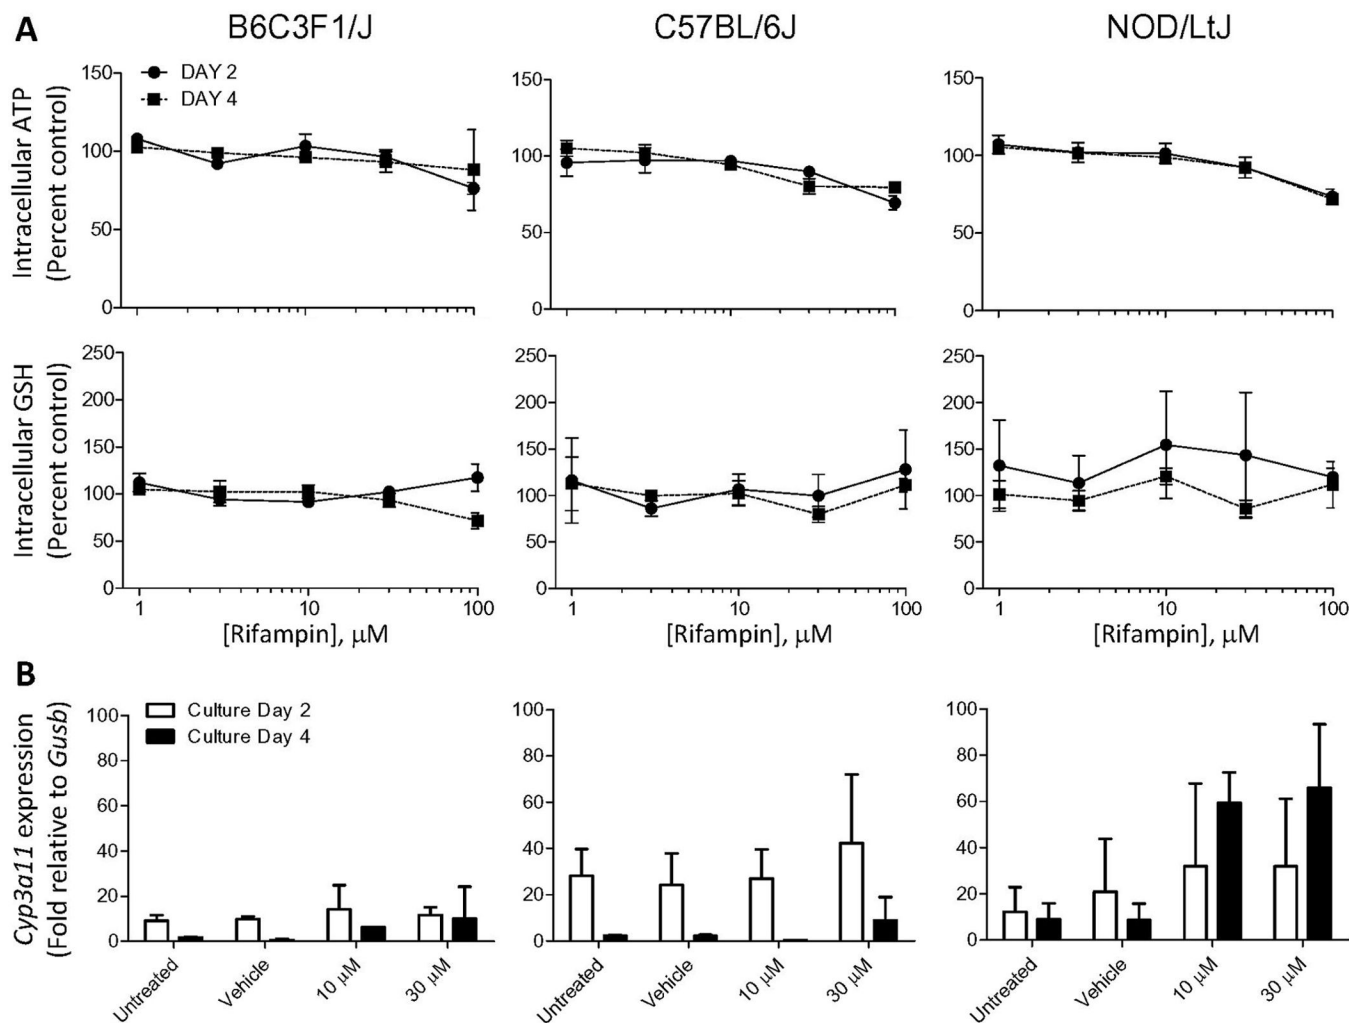 A
B6C3F1/J
C57BL/6J
NOD/LtJ
DAY 2
DAY 4
Intracellular ATP
(Percent control)
150
100
50
0
150
100
50
0
150
100
50
0
Intracellular GSH
(Percent control)
250
200
150
100
50
0
250
200
150
100
50
0
250
200
150
100
50
0
1
10
100
1
10
100
1
10
100
[Rifampin], μM
[Rifampin], μM
[Rifampin], μM
B
Culture Day 2
Culture Day 4
Cyp3a11 expression
(Fold relative to Gusb)
100
80
60
40
20
0
100
80
60
40
20
0
100
80
60
40
20
0
Untreated
Vehicle
10 μM
30 μM
Untreated
Vehicle
10 μM
30 μM
Untreated
Vehicle
10 μM
30 μM